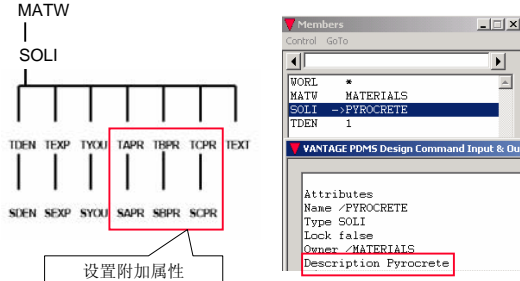 MATW
SOLI
TDEN TEXP TYOU TAPR TBPR TCPR TEXT
SDEN SEXP SYOU SAPR SBPR SCPR
设置附加属性
Members
Control GoTo
WORL *
MATW MATERIALS
SOLI ->PYROCRETE
TDEN 1
VANTAGE PDMS Design Command Input & Ou
Attributes
Name /PYROCRETE
Type SOLI
Lock false
Owner /MATERIALS
Description Pyrocrete